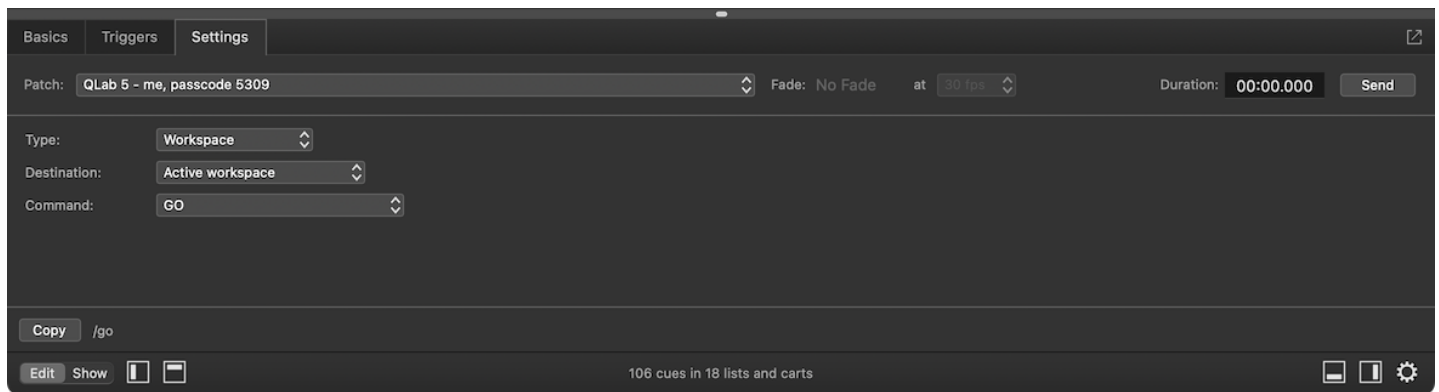 Basics Triggers Settings
Patch: QLab 5 - me, passcode 5309 Fade: No Fade at 30 fps Duration: 00:00.000 Send
Type: Workspace
Destination: Active workspace
Command: GO
Copy /go
Edit Show 106 cues in 18 lists and carts